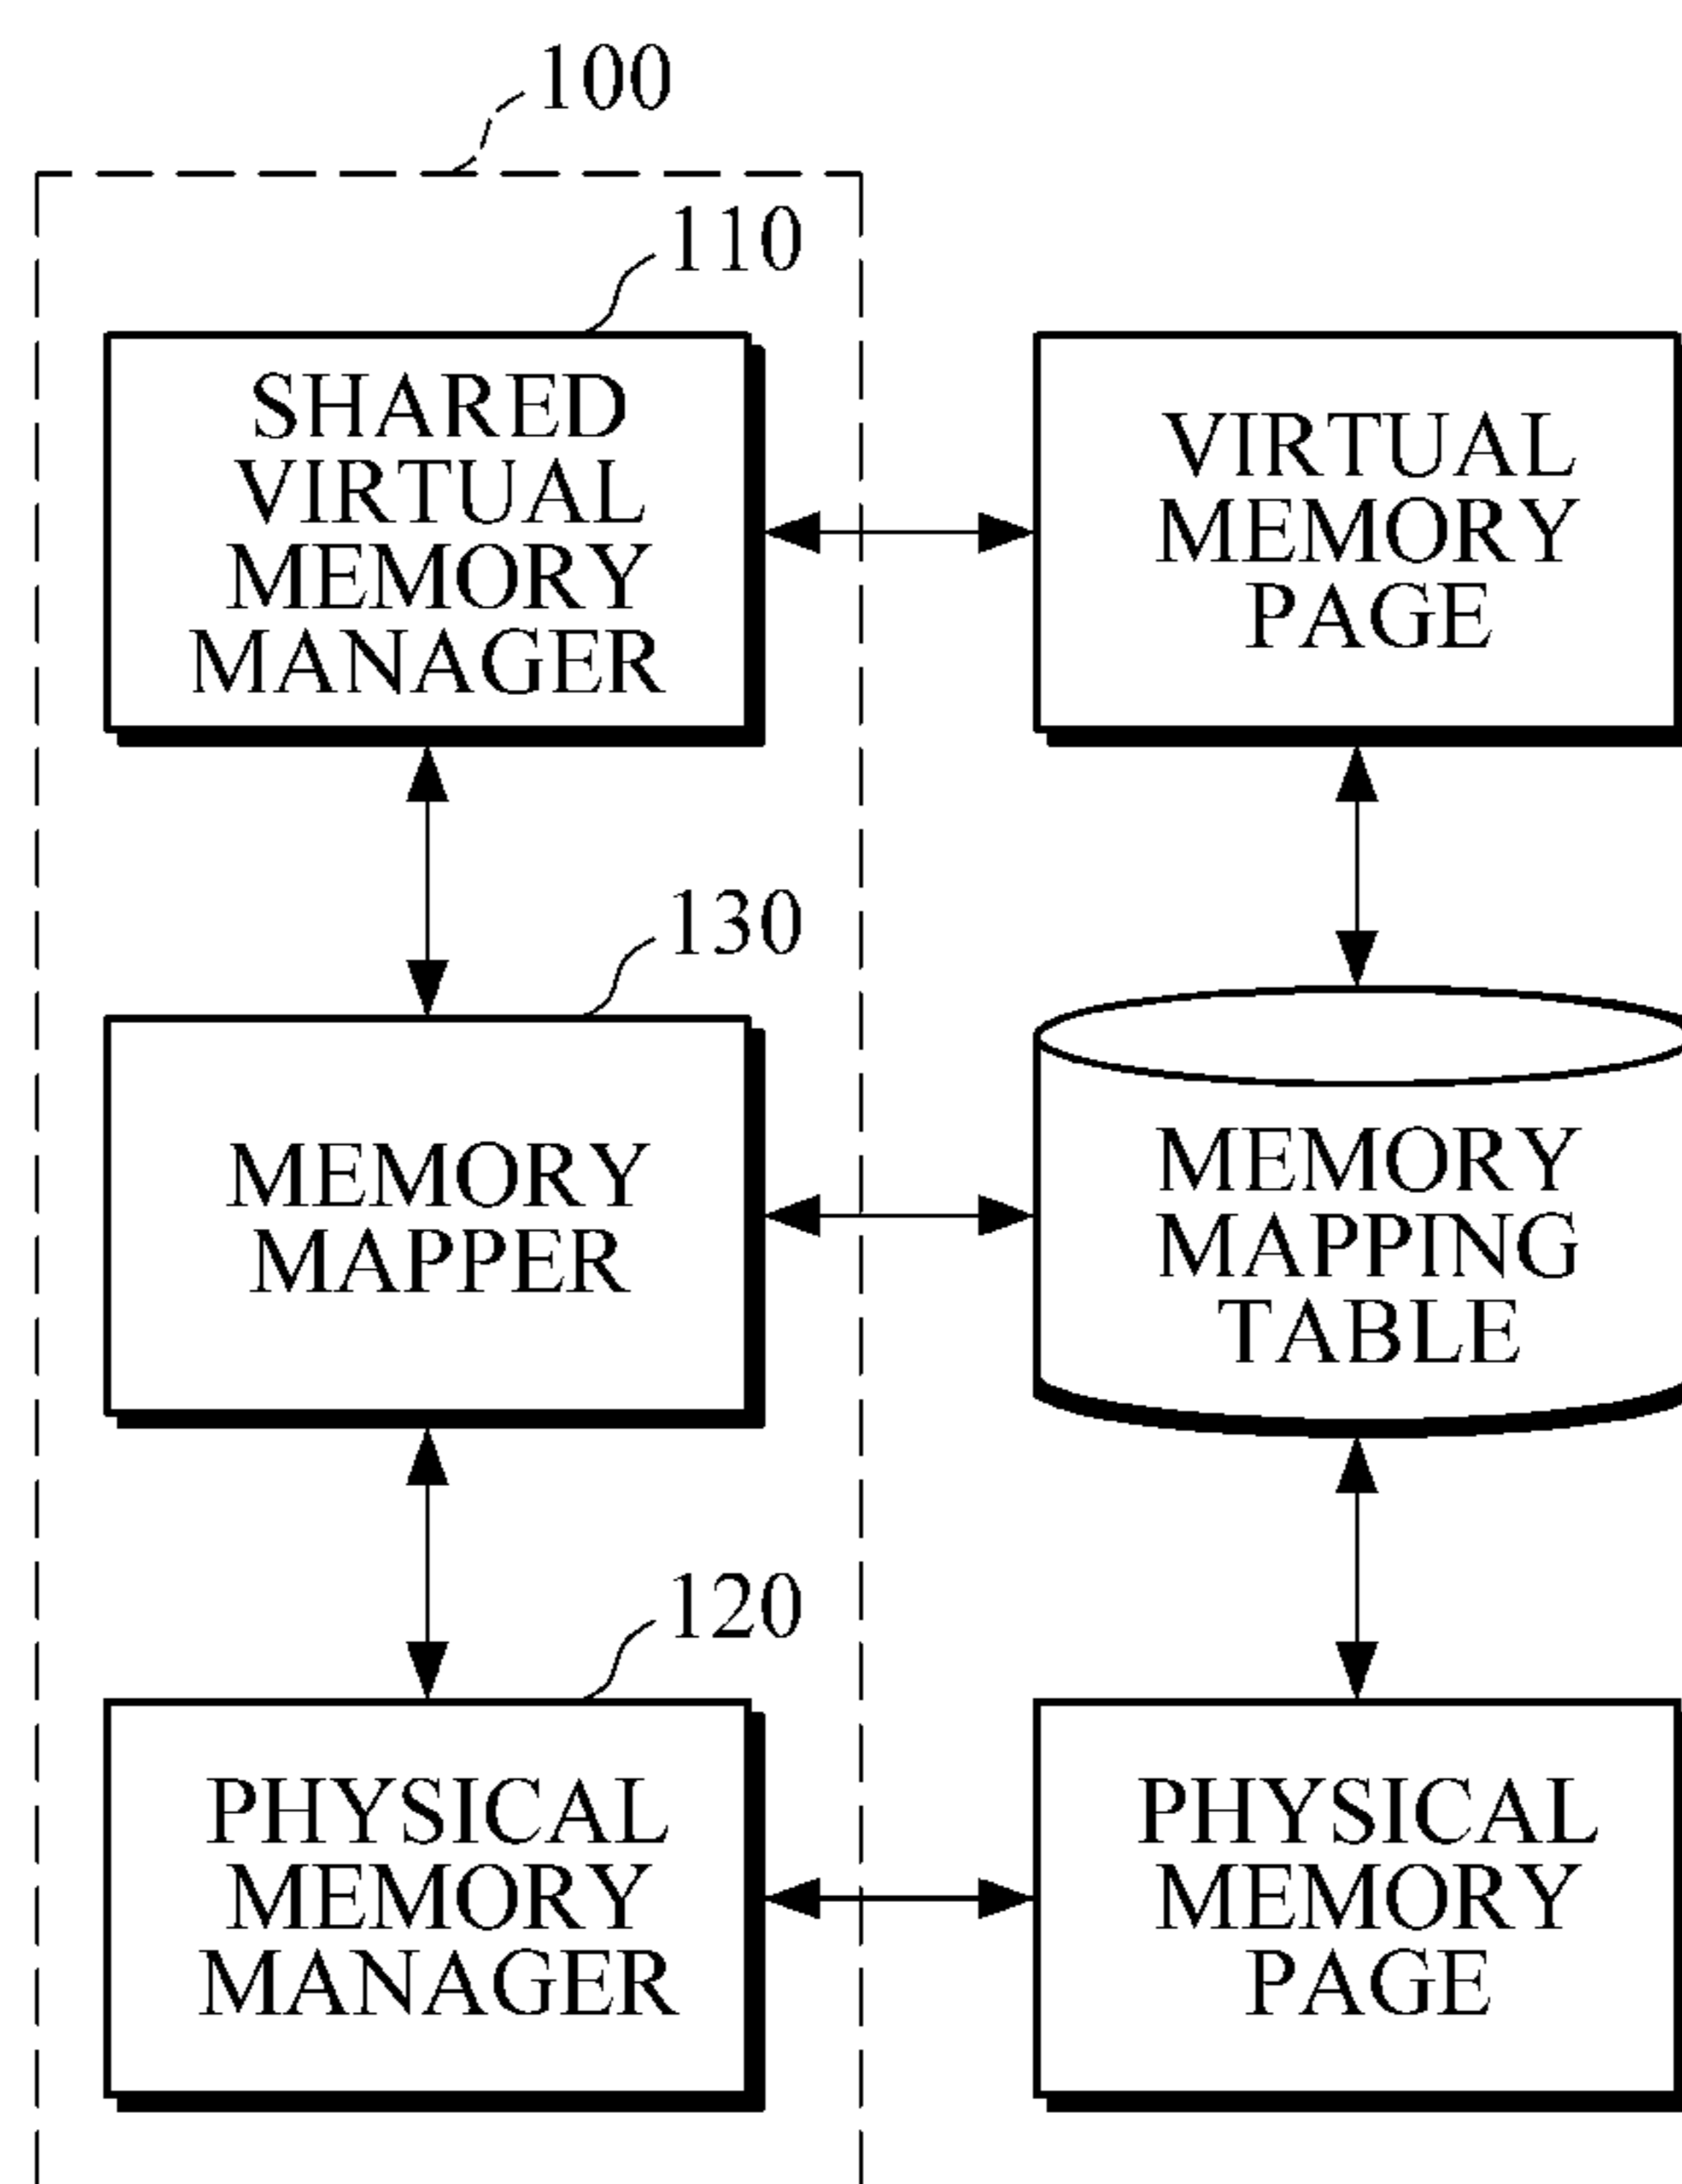 100
110
SHARED
VIRTUAL
MEMORY
MANAGER
VIRTUAL
MEMORY
PAGE
130
MEMORY
MAPPER
MEMORY
MAPPING
TABLE
120
PHYSICAL
MEMORY
MANAGER
PHYSICAL
MEMORY
PAGE